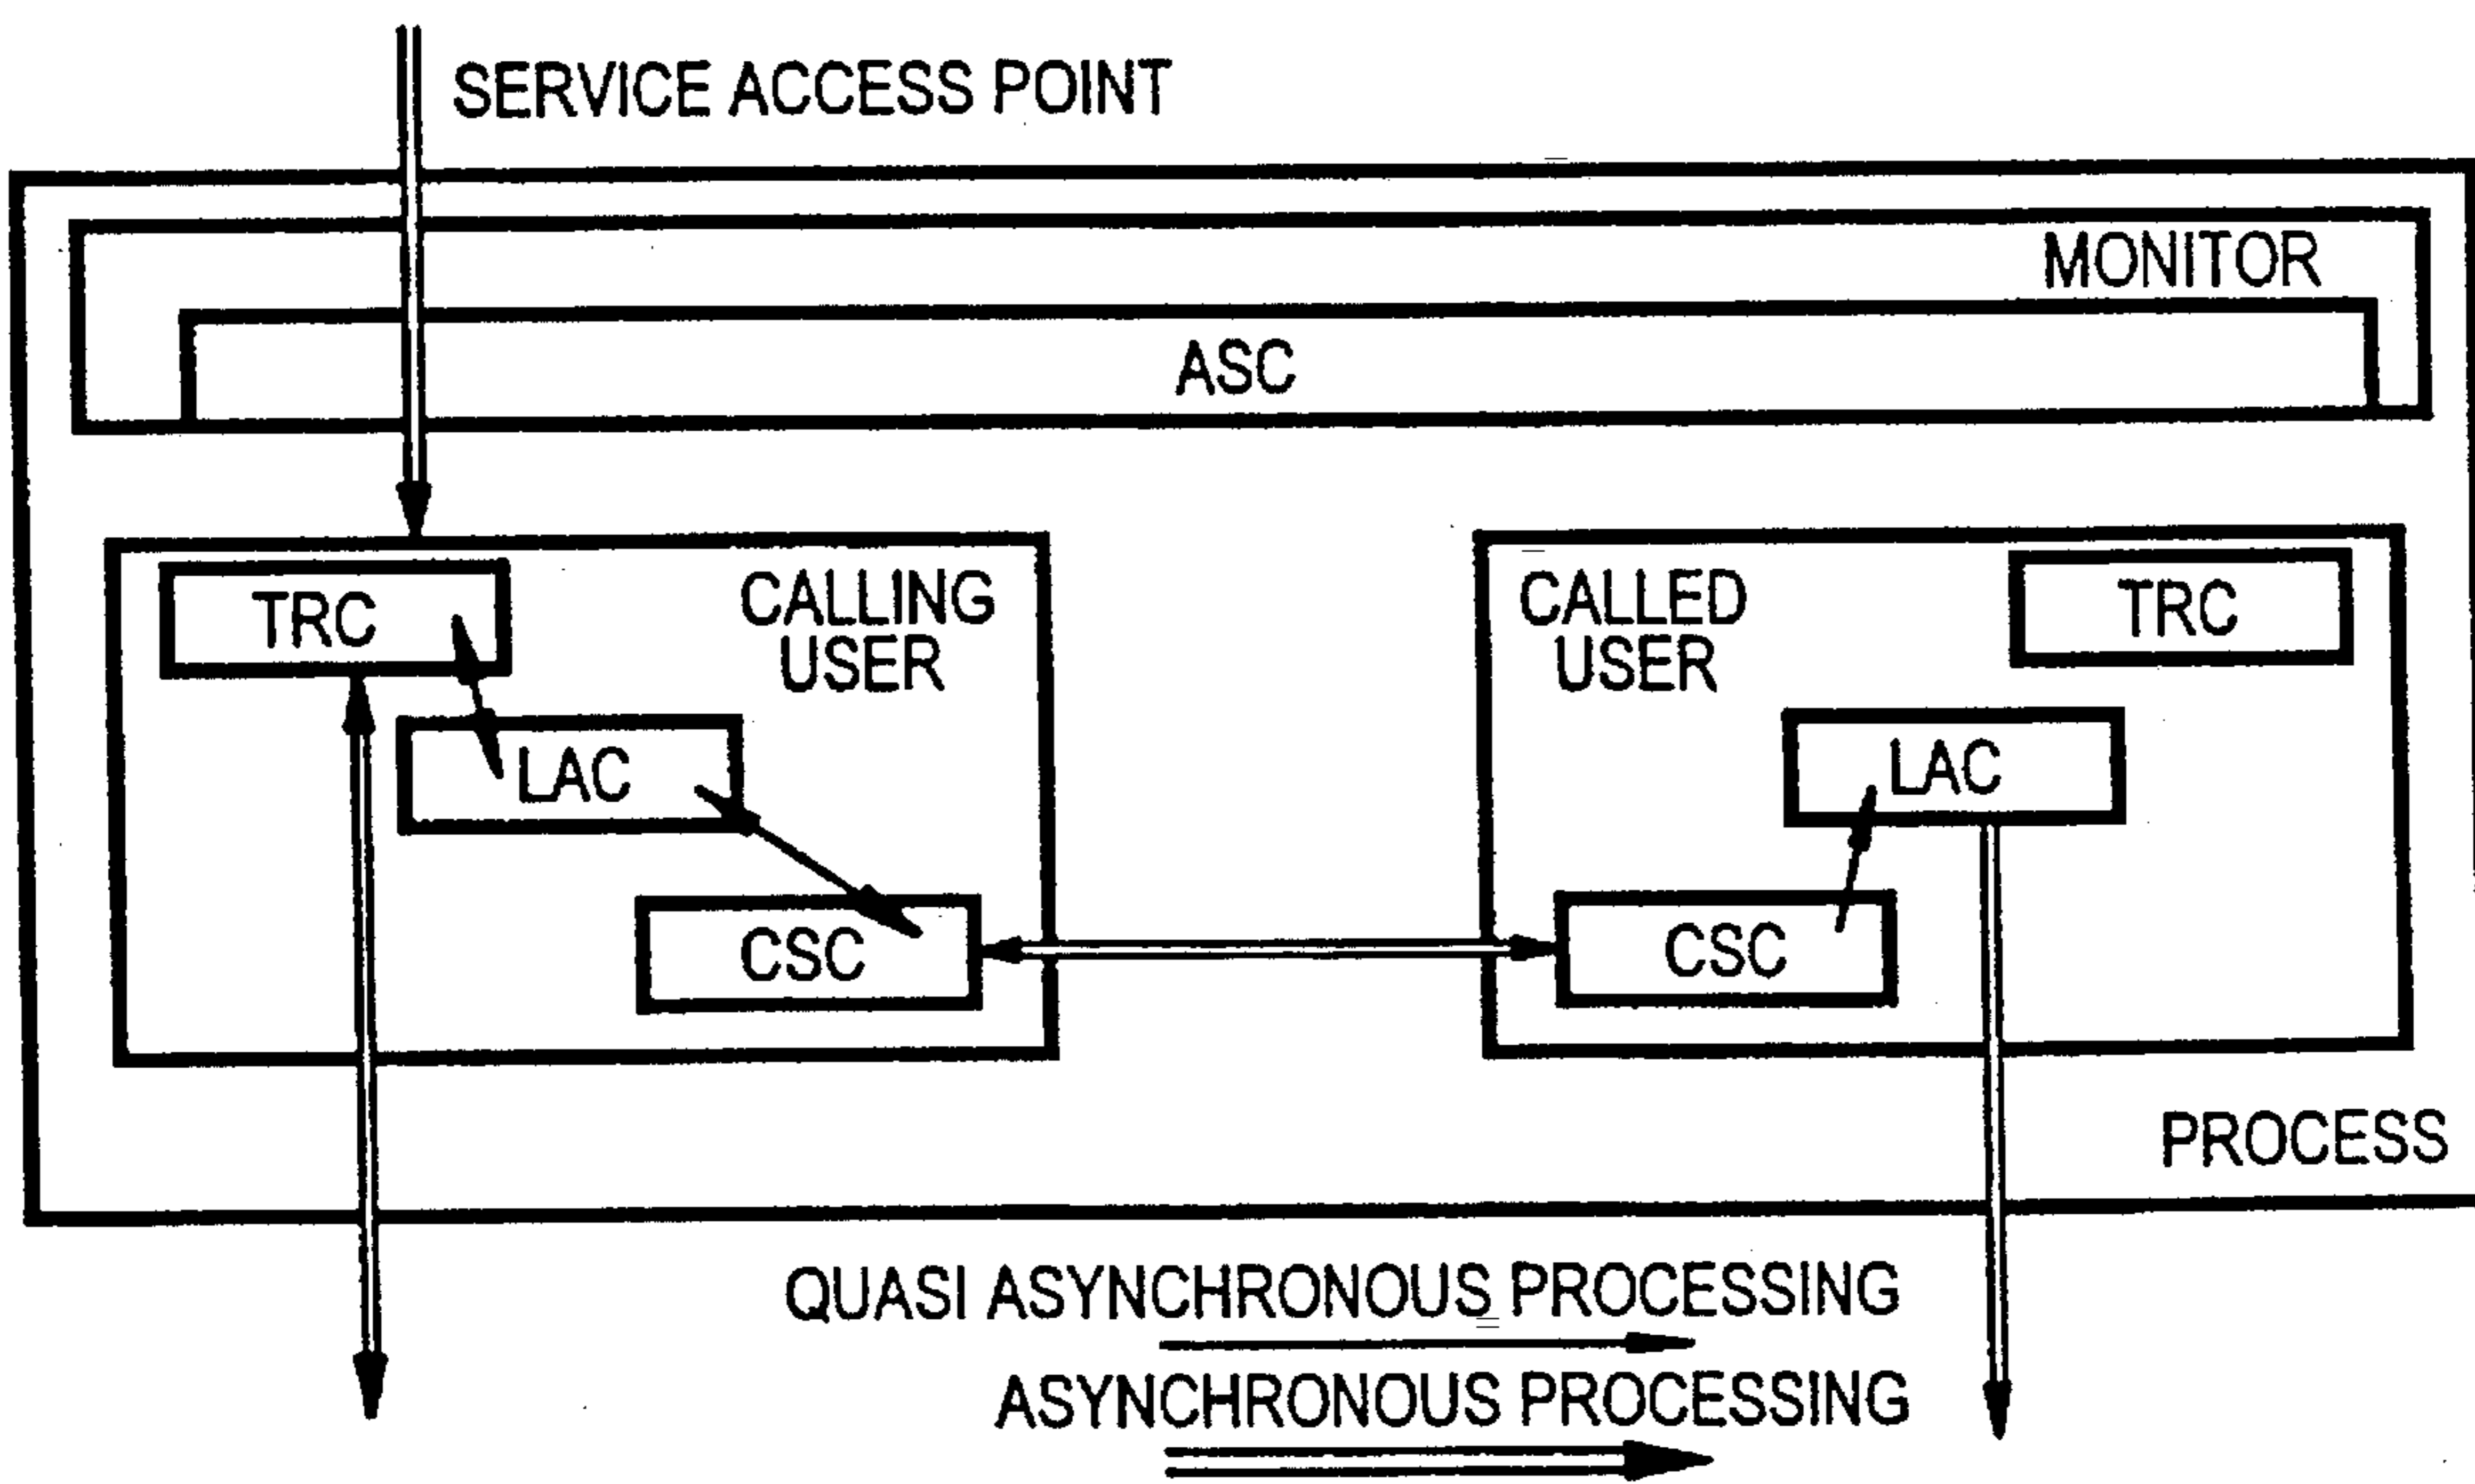 SERVICE ACCESS POINT
MONITOR
ASC
CALLING
USER
TRC
LAC
CSC
CALLED
USER
TRC
LAC
CSC
PROCESS
QUASI ASYNCHRONOUS PROCESSING
ASYNCHRONOUS PROCESSING